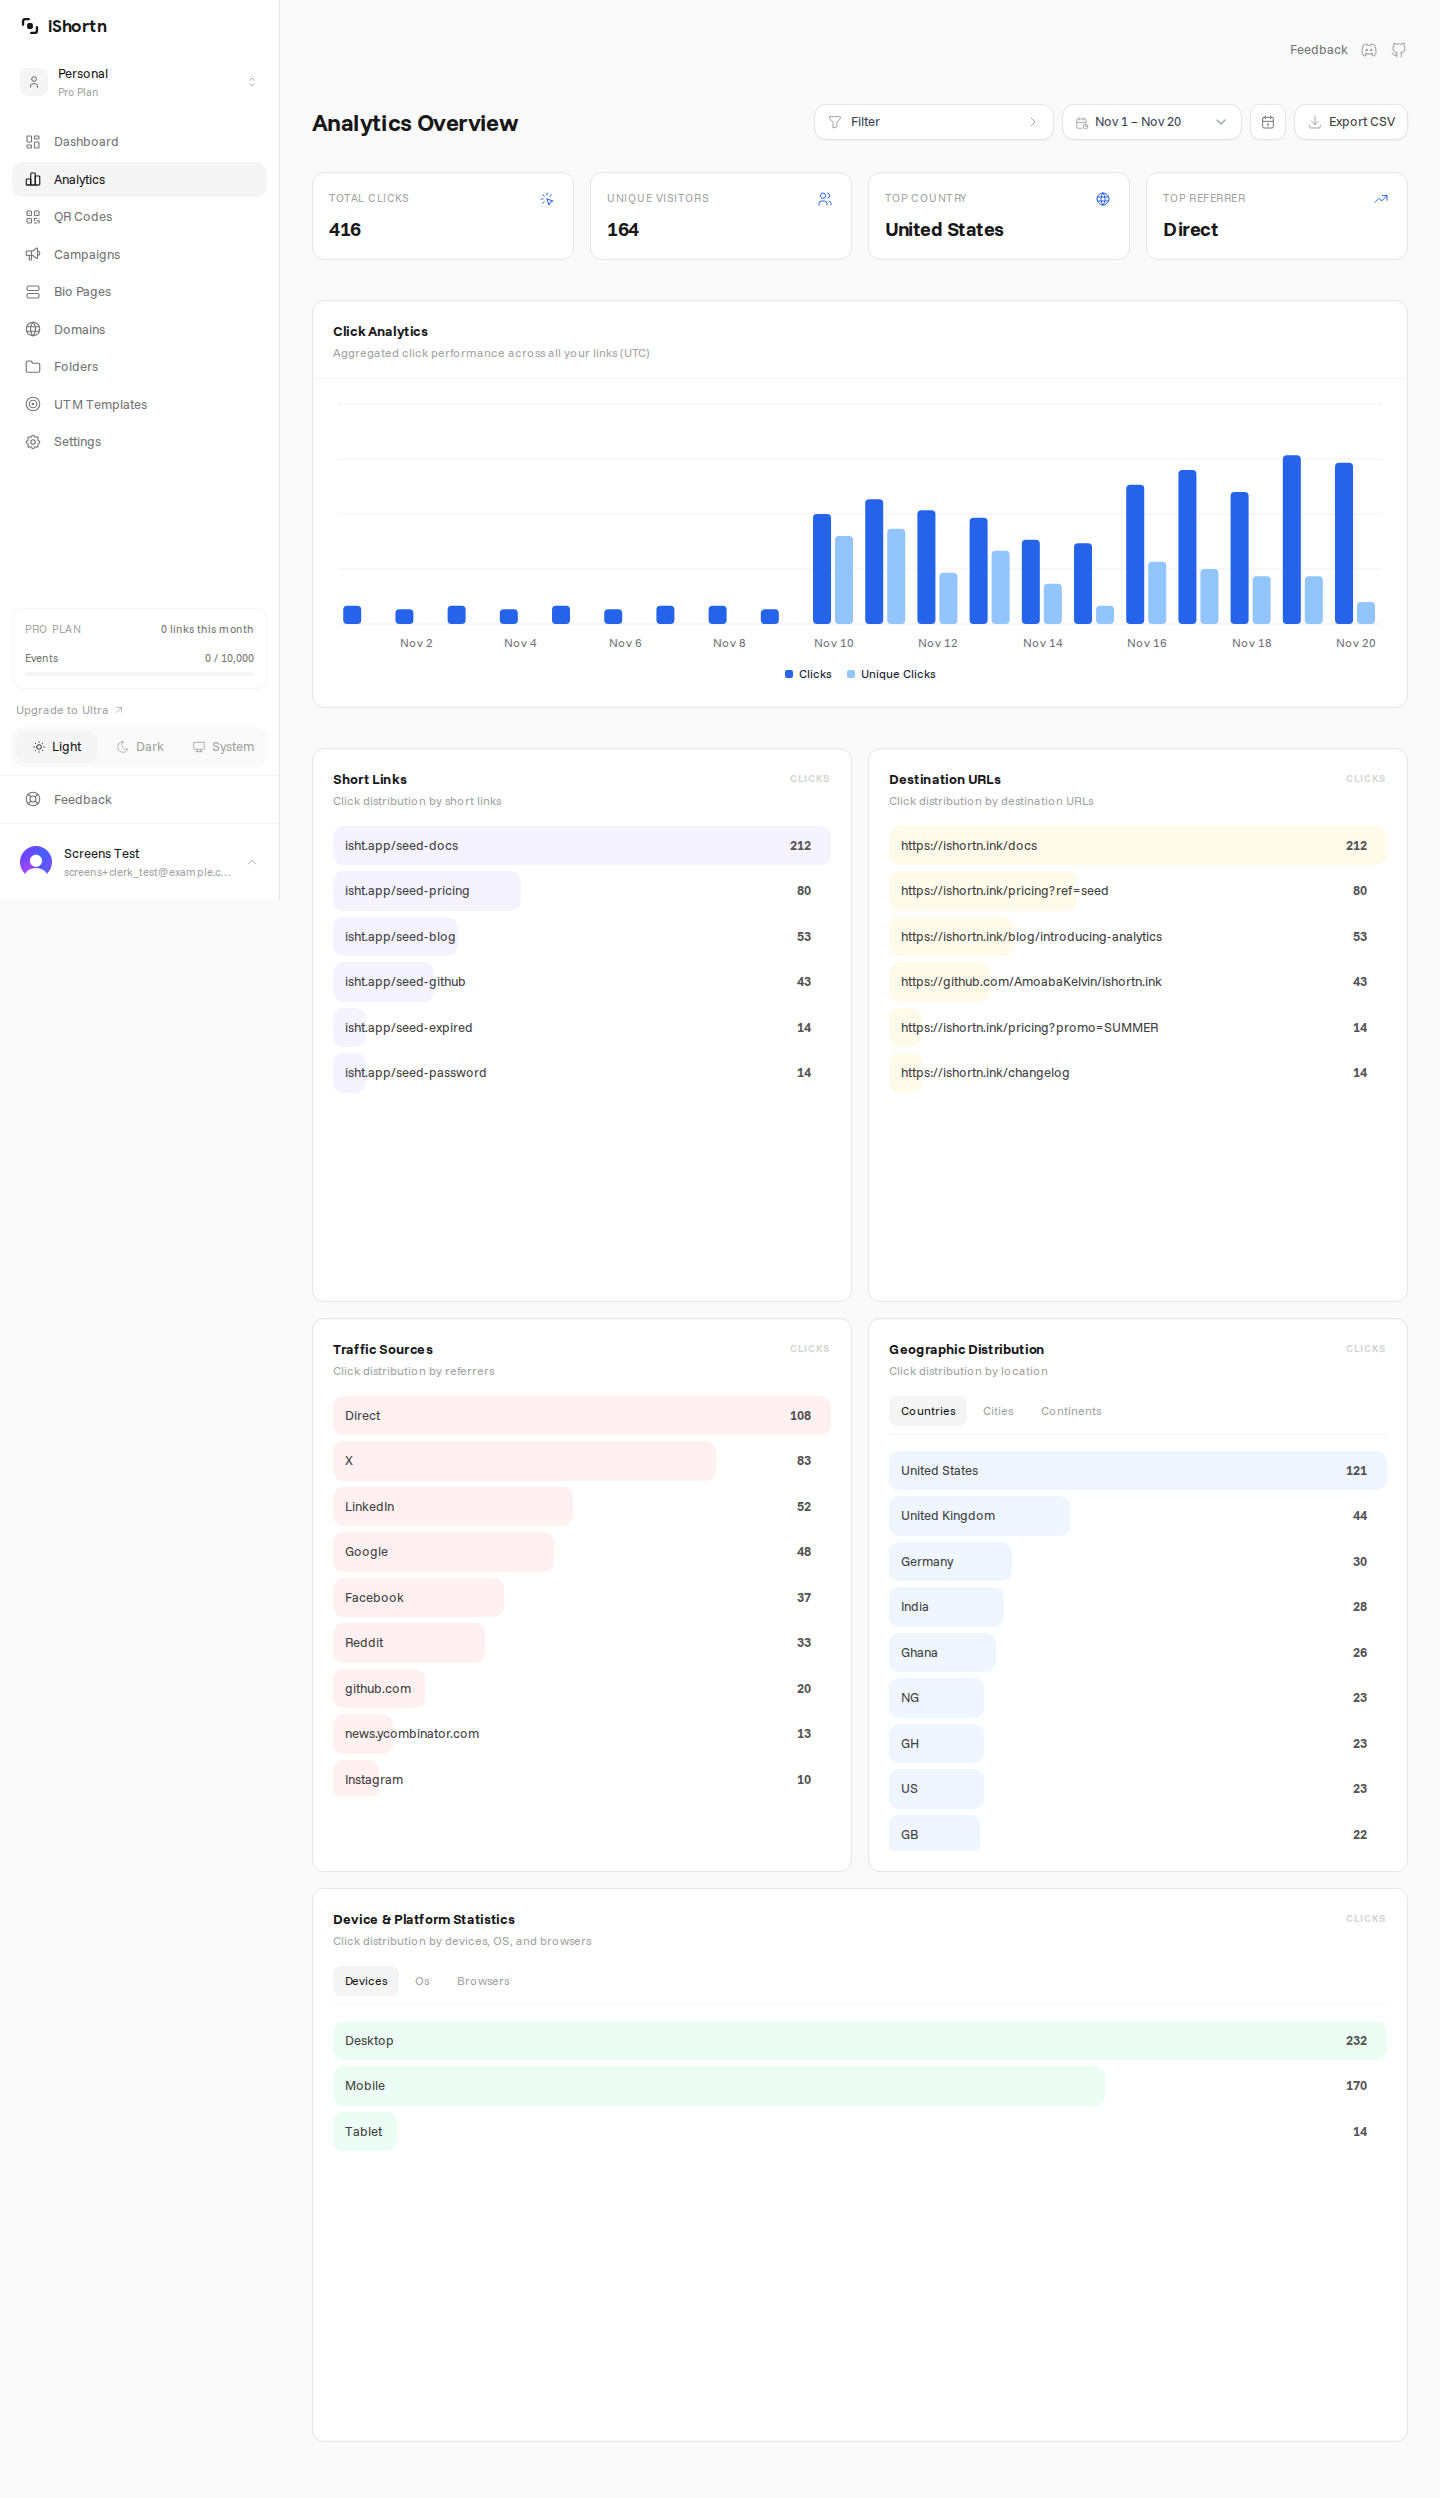 iShortn
Personal
Pro Plan
Dashboard
Analytics
QR Codes
Campaigns
Bio Pages
Domains
Folders
UTM Templates
Settings
PRO PLAN 0 links this month
Events 0 / 10,000
Upgrade to Ultra
Light Dark System
Feedback
Screens Test
screens+clerk_test@example.c...
Feedback
Analytics Overview
Filter
Nov 1 – Nov 20
Export CSV
TOTAL CLICKS
416
UNIQUE VISITORS
164
TOP COUNTRY
United States
TOP REFERRER
Direct
Click Analytics
Aggregated click performance across all your links (UTC)
Nov 2 Nov 4 Nov 6 Nov 8 Nov 10 Nov 12 Nov 14 Nov 16 Nov 18 Nov 20
Clicks Unique Clicks
Short Links CLICKS
Click distribution by short links
isht.app/seed-docs 212
isht.app/seed-pricing 80
isht.app/seed-blog 53
isht.app/seed-github 43
isht.app/seed-expired 14
isht.app/seed-password 14
Destination URLs CLICKS
Click distribution by destination URLs
https://ishortn.ink/docs 212
https://ishortn.ink/pricing?ref=seed 80
https://ishortn.ink/blog/introducing-analytics 53
https://github.com/AmoabaKelvin/ishortn.ink 43
https://ishortn.ink/pricing?promo=SUMMER 14
https://ishortn.ink/changelog 14
Traffic Sources CLICKS
Click distribution by referrers
Direct 108
X 83
LinkedIn 52
Google 48
Facebook 37
Reddit 33
github.com 20
news.ycombinator.com 13
Instagram 10
Geographic Distribution CLICKS
Click distribution by location
Countries Cities Continents
United States 121
United Kingdom 44
Germany 30
India 28
Ghana 26
NG 23
GH 23
US 23
GB 22
Device & Platform Statistics CLICKS
Click distribution by devices, OS, and browsers
Devices Os Browsers
Desktop 232
Mobile 170
Tablet 14